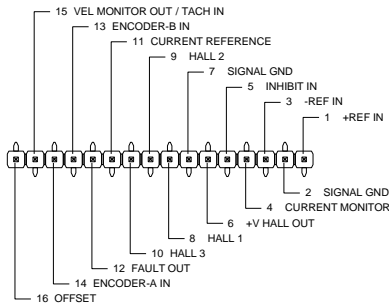 15 VEL MONITOR OUT / TACH IN
13 ENCODER-B IN
11 CURRENT REFERENCE
9 HALL 2
7 SIGNAL GND
5 INHIBIT IN
3 -REF IN
1 +REF IN
2 SIGNAL GND
4 CURRENT MONITOR
6 +V HALL OUT
8 HALL 1
10 HALL 3
12 FAULT OUT
14 ENCODER-A IN
16 OFFSET